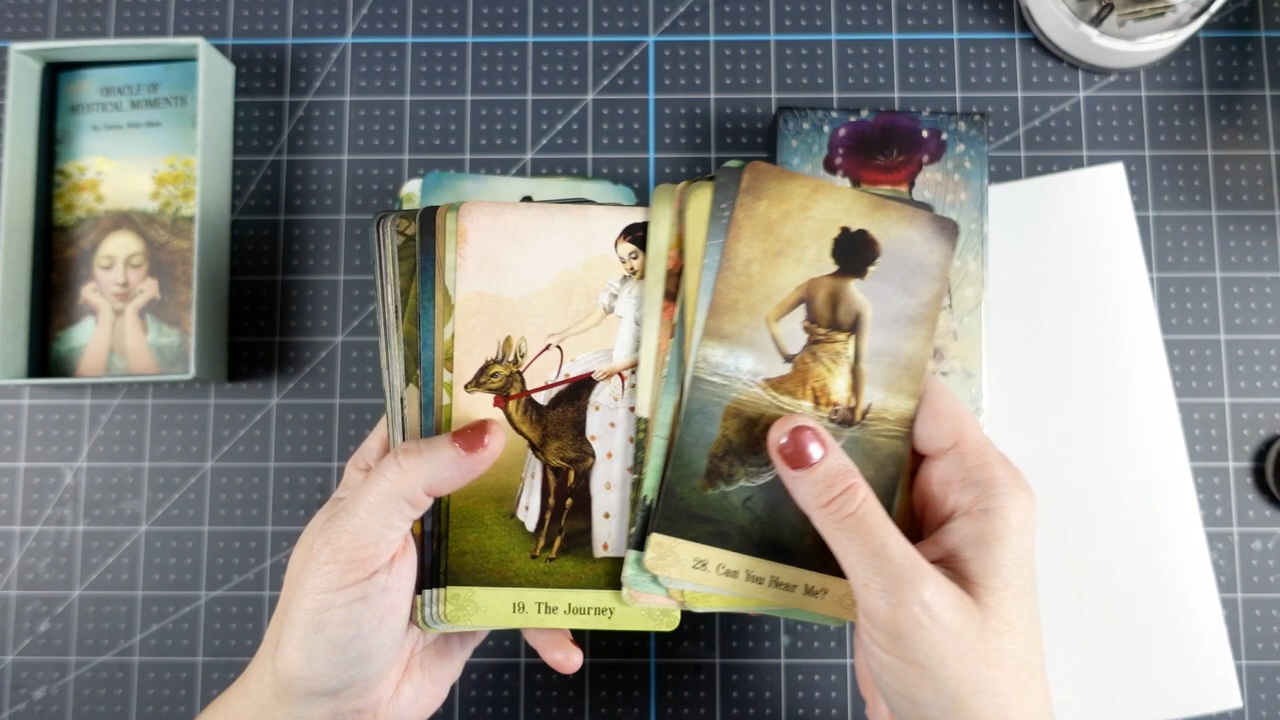 ORACLE OF
MYSTICAL MOMENTS
19. The Journey
28. Can You Hear Me?